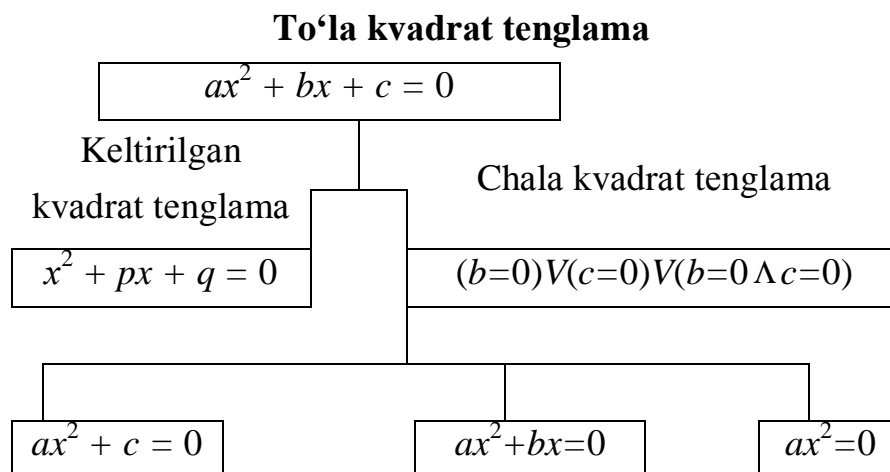 To‘la kvadrat tenglama
ax² + bx + c = 0
Keltirilgan
kvadrat tenglama
Chala kvadrat tenglama
x² + px + q = 0
(b=0)V(c=0)V(b=0 Λ c=0)
ax² + c = 0
ax²+bx=0
ax²=0